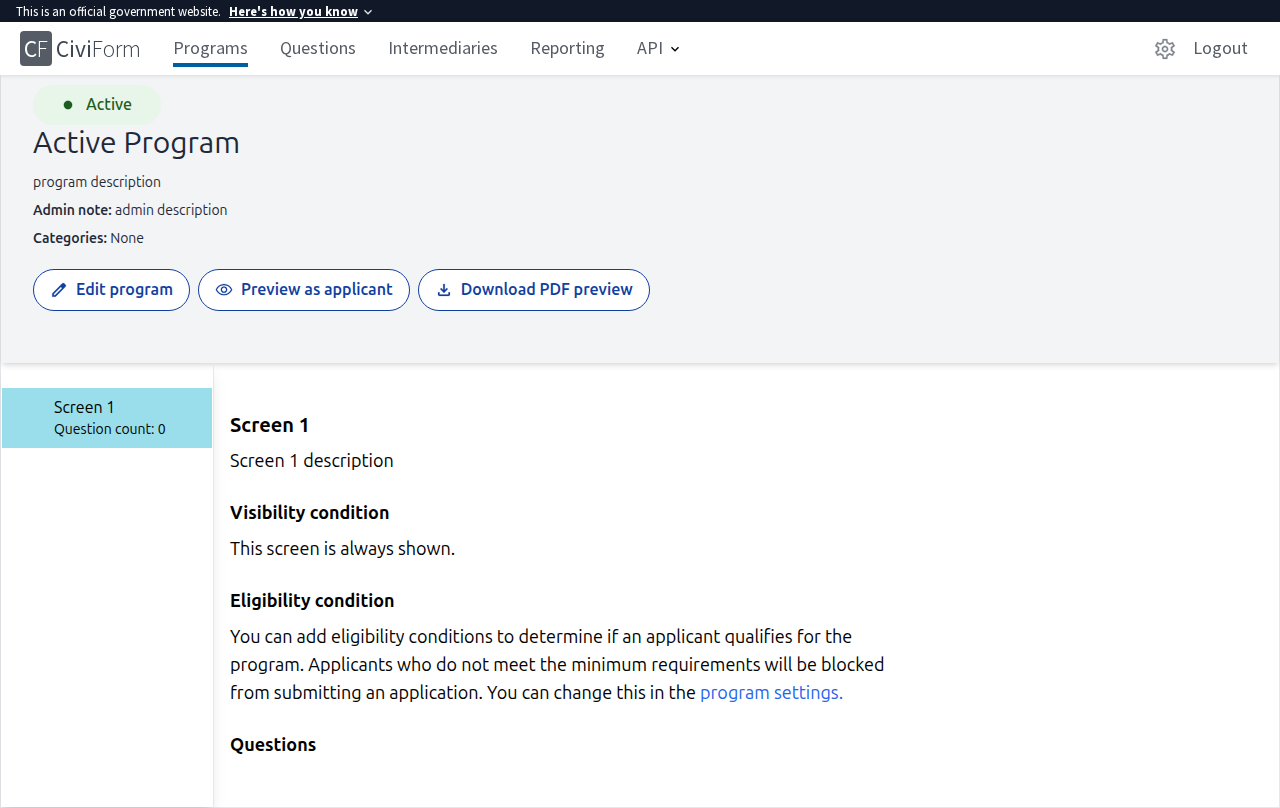 This is an official government website. Here's how you know
CF CiviForm Programs Questions Intermediaries Reporting API Logout
Active
Active Program
program description
Admin note: admin description
Categories: None
Edit program Preview as applicant Download PDF preview
Screen 1
Question count: 0
Screen 1
Screen 1 description
Visibility condition
This screen is always shown.
Eligibility condition
You can add eligibility conditions to determine if an applicant qualifies for the
program. Applicants who do not meet the minimum requirements will be blocked
from submitting an application. You can change this in the program settings.
Questions